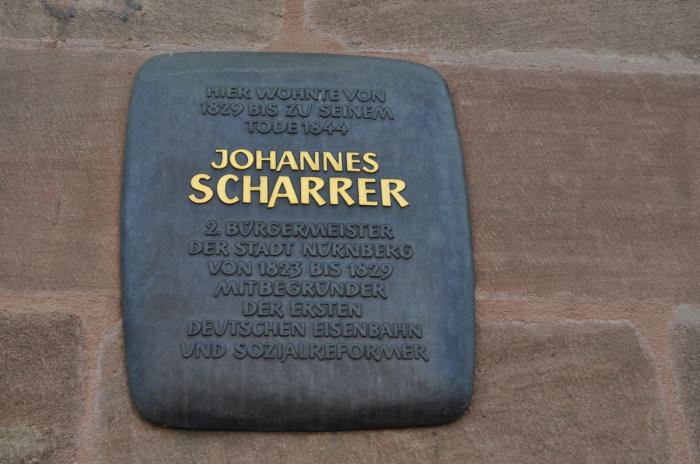 HIER WOHNTE VON
1829 BIS ZU SEINEM
TODE 1844
JOHANNES
SCHARRER
2. BÜRGERMEISTER
DER STADT NÜRNBERG
VON 1823 BIS 1829
MITBEGRÜNDER
DER ERSTEN
DEUTSCHEN EISENBAHN
UND SOZIALREFORMER